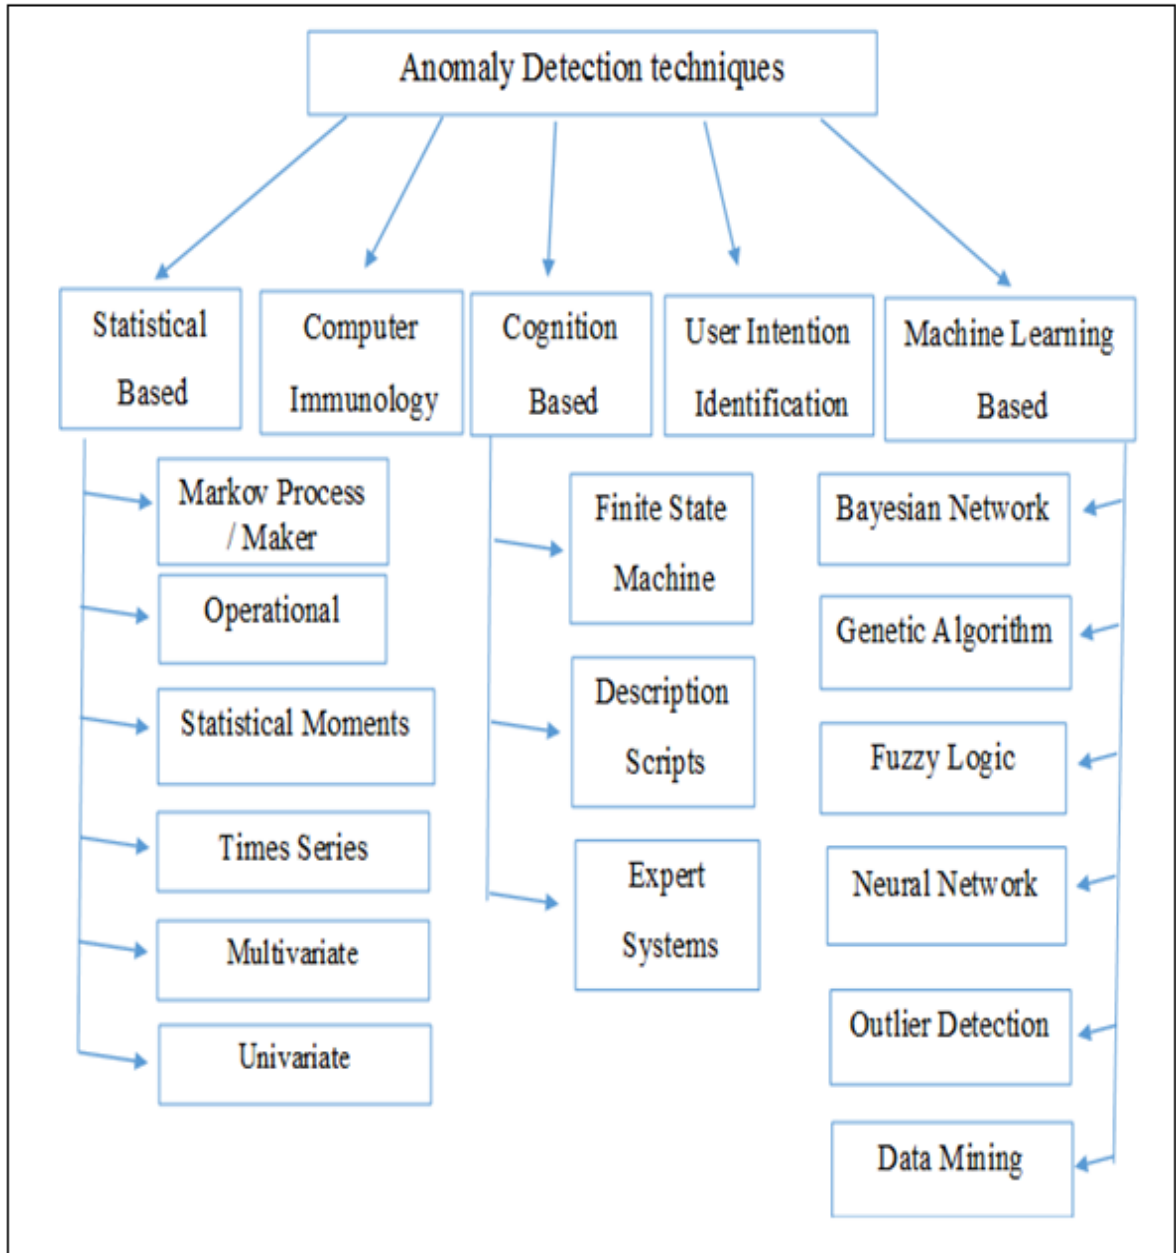 Anomaly Detection techniques
Statistical
Based
Computer
Immunology
Cognition
Based
User Intention
Identification
Machine Learning
Based
Markov Process
/ Maker
Operational
Statistical Moments
Times Series
Multivariate
Univariate
Finite State
Machine
Description
Scripts
Expert
Systems
Bayesian Network
Genetic Algorithm
Fuzzy Logic
Neural Network
Outlier Detection
Data Mining